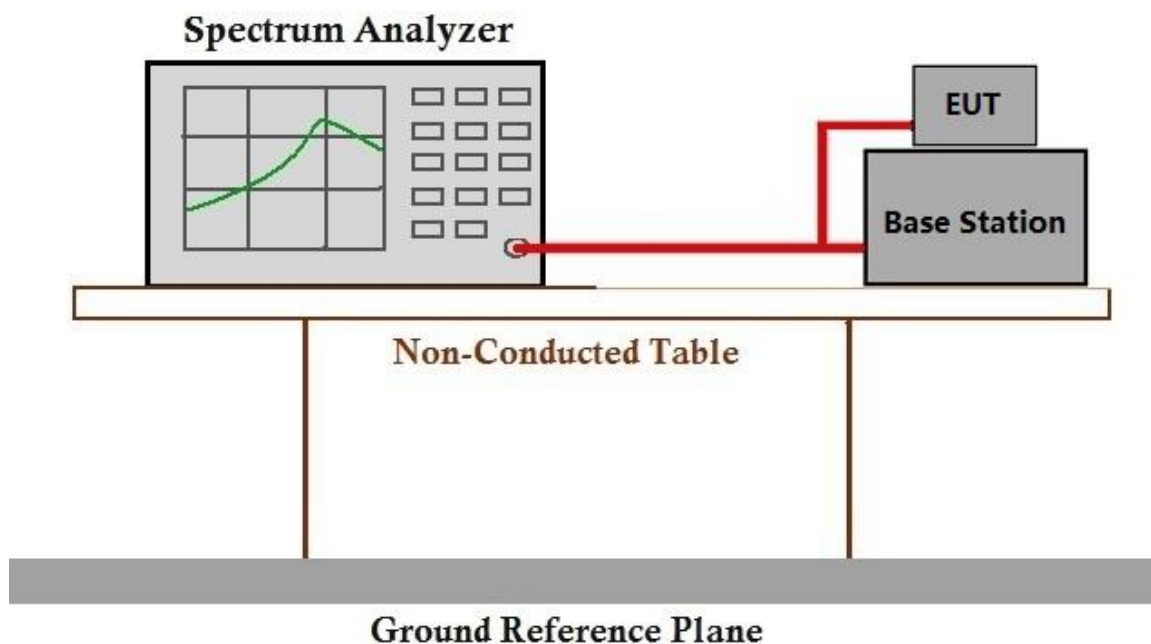 Spectrum Analyzer
EUT
Base Station
Non-Conducted Table
Ground Reference Plane